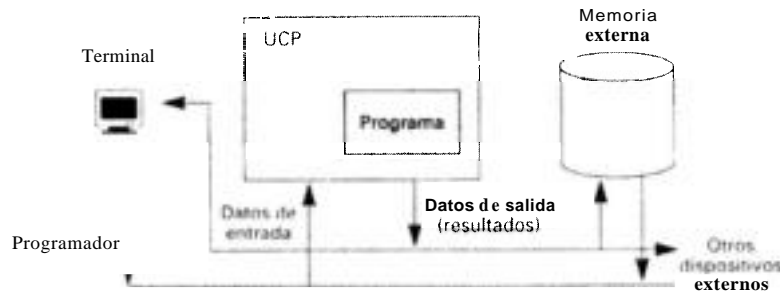 Memoria
externa
UCP
Terminal
Programa
Datos de
entrada
Datos de salida
(resultados)
Programador
Otros
dispositivos
externos